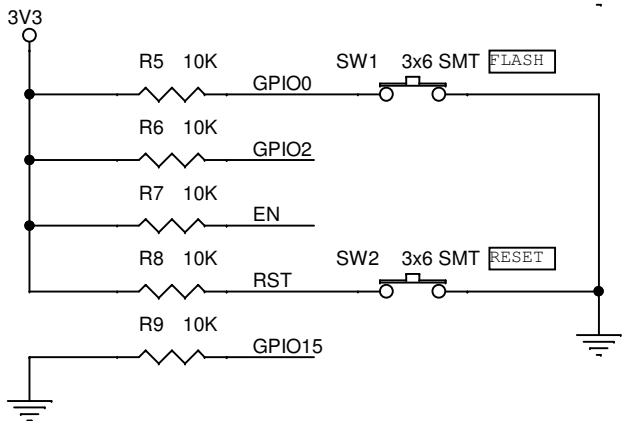 3V3
R5 10K GPIO0 SW1 3x6 SMT FLASH
R6 10K GPIO2
R7 10K EN
R8 10K RST SW2 3x6 SMT RESET
R9 10K GPIO15